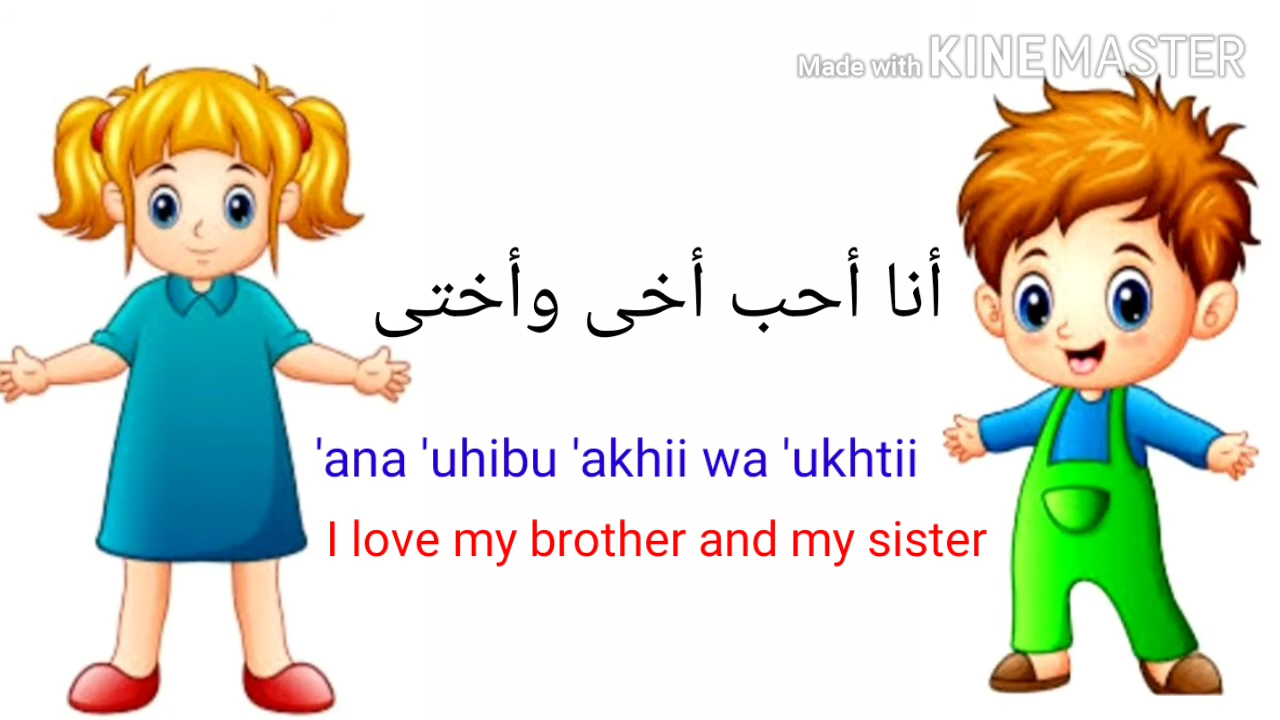 Made with KINEMASTER
أنا أحب أخى وأختى
'ana 'uhibu 'akhii wa 'ukhtii
I love my brother and my sister